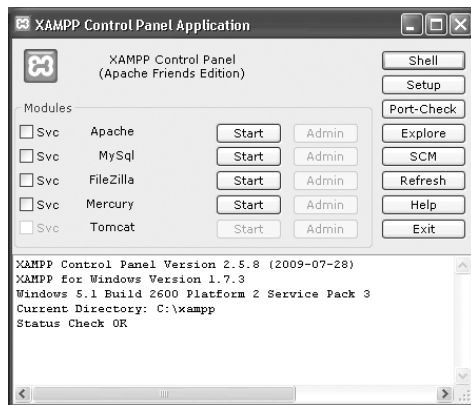 XAMPP Control Panel Application
XAMPP Control Panel
(Apache Friends Edition)
Shell
Setup
Port-Check
Explore
SCM
Refresh
Help
Exit
Modules
Svc Apache Start Admin
Svc MySql Start Admin
Svc FileZilla Start Admin
Svc Mercury Start Admin
Svc Tomcat Start Admin
XAMPP Control Panel Version 2.5.8 (2009-07-28)
XAMPP for Windows Version 1.7.3
Windows 5.1 Build 2600 Platform 2 Service Pack 3
Current Directory: C:\xampp
Status Check OK